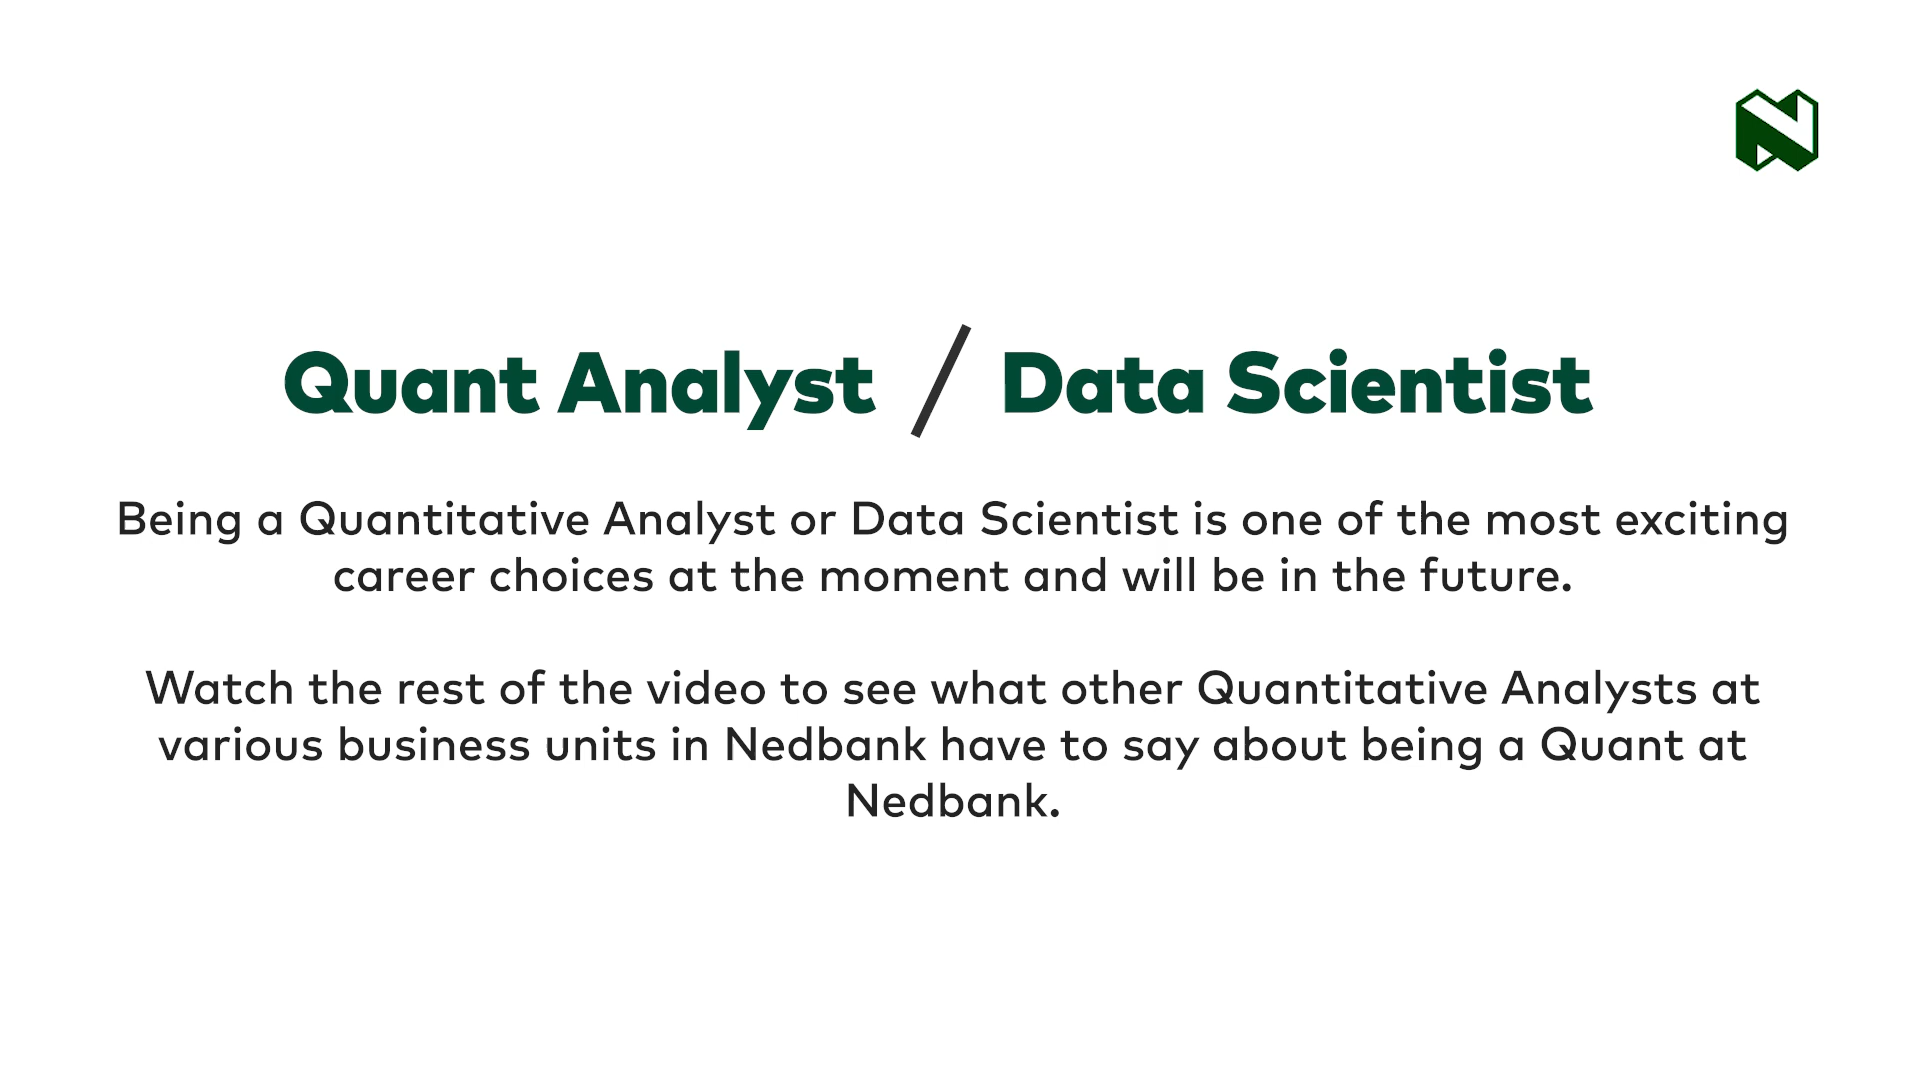 Quant Analyst / Data Scientist
Being a Quantitative Analyst or Data Scientist is one of the most exciting
career choices at the moment and will be in the future.
Watch the rest of the video to see what other Quantitative Analysts at
various business units in Nedbank have to say about being a Quant at
Nedbank.